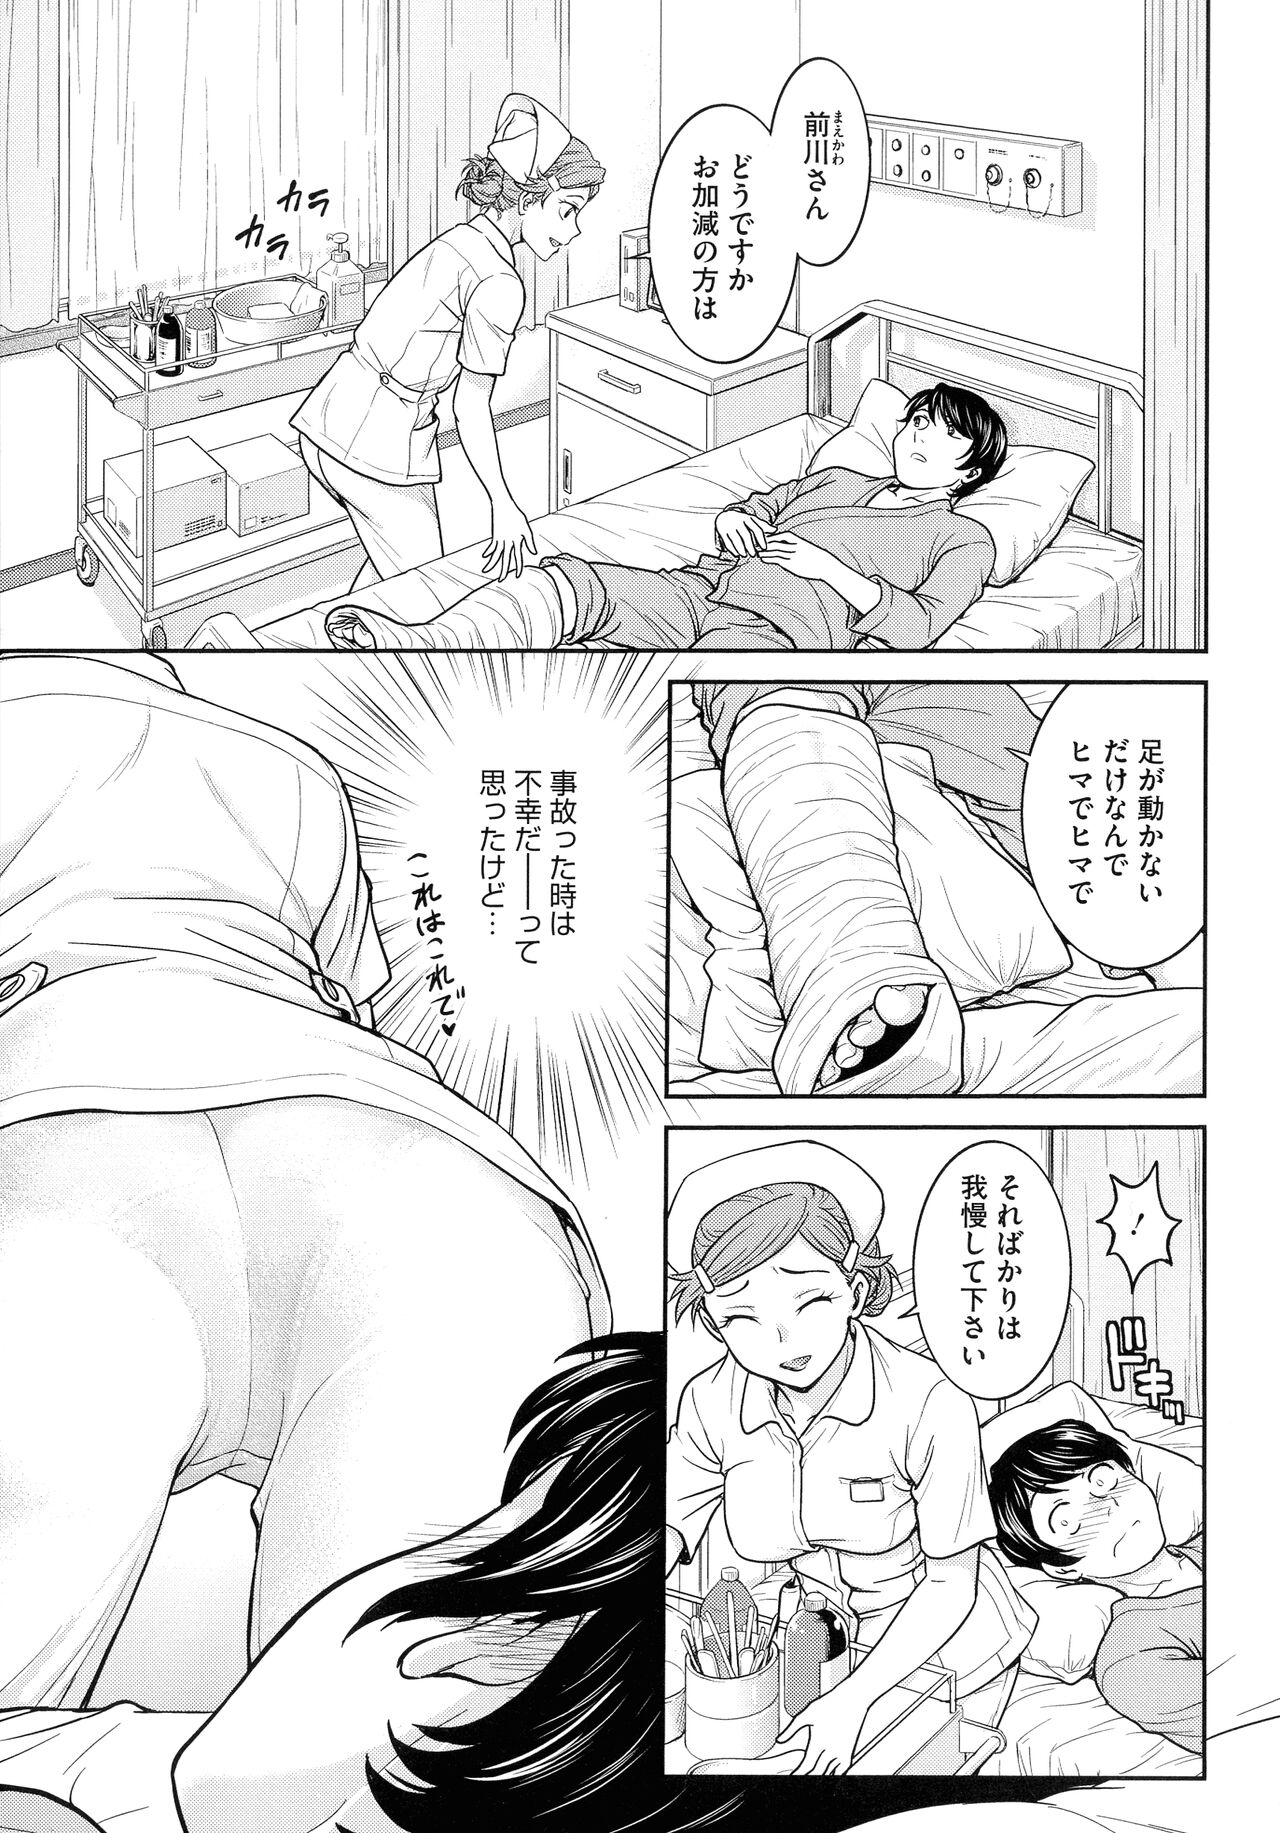 前川さん
まえかわ
どうですか
お加減の方は
カラ
カラ
足が動かない
だけなんで
ヒマでヒマで
そればかりは
我慢して下さい
！
ドキッ
事故った時は
不幸だ――って
思ったけど…
これはこれで♥